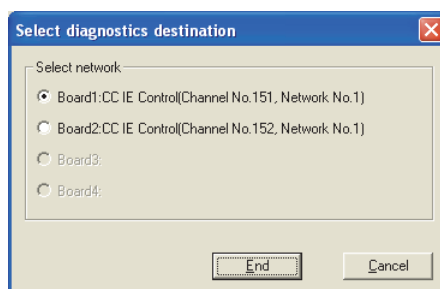 Select diagnostics destination
Select network
Board1:CC IE Control(Channel No.151, Network No.1)
Board2:CC IE Control(Channel No.152, Network No.1)
Board3:
Board4:
End
Cancel